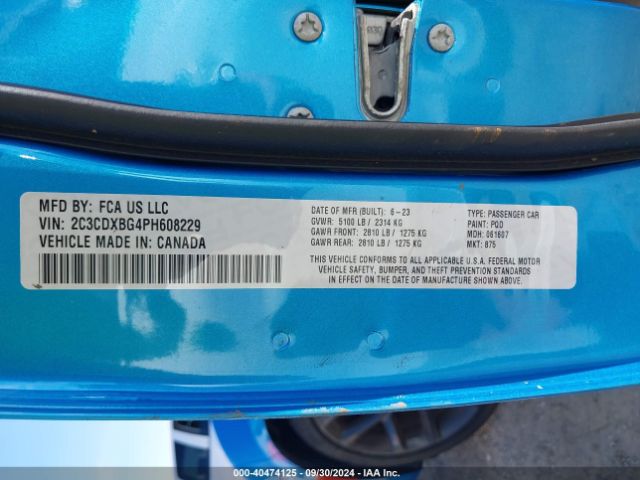 MFD BY: FCA US LLC
VIN: 2C3CDXBG4PH608229
VEHICLE MADE IN: CANADA
DATE OF MFR (BUILT): 6-23
GVWR: 5100 LB / 2314 KG
GAWR FRONT: 2810 LB / 1275 KG
GAWR REAR: 2810 LB / 1275 KG
TYPE: PASSENGER CAR
PAINT: PQD
MDH: 061607
MKT: 875
THIS VEHICLE CONFORMS TO ALL APPLICABLE U.S.A. FEDERAL MOTOR
VEHICLE SAFETY, BUMPER, AND THEFT PREVENTION STANDARDS
IN EFFECT ON THE DATE OF MANUFACTURE SHOWN ABOVE.
000-40474125 - 09/30/2024 - IAA Inc.